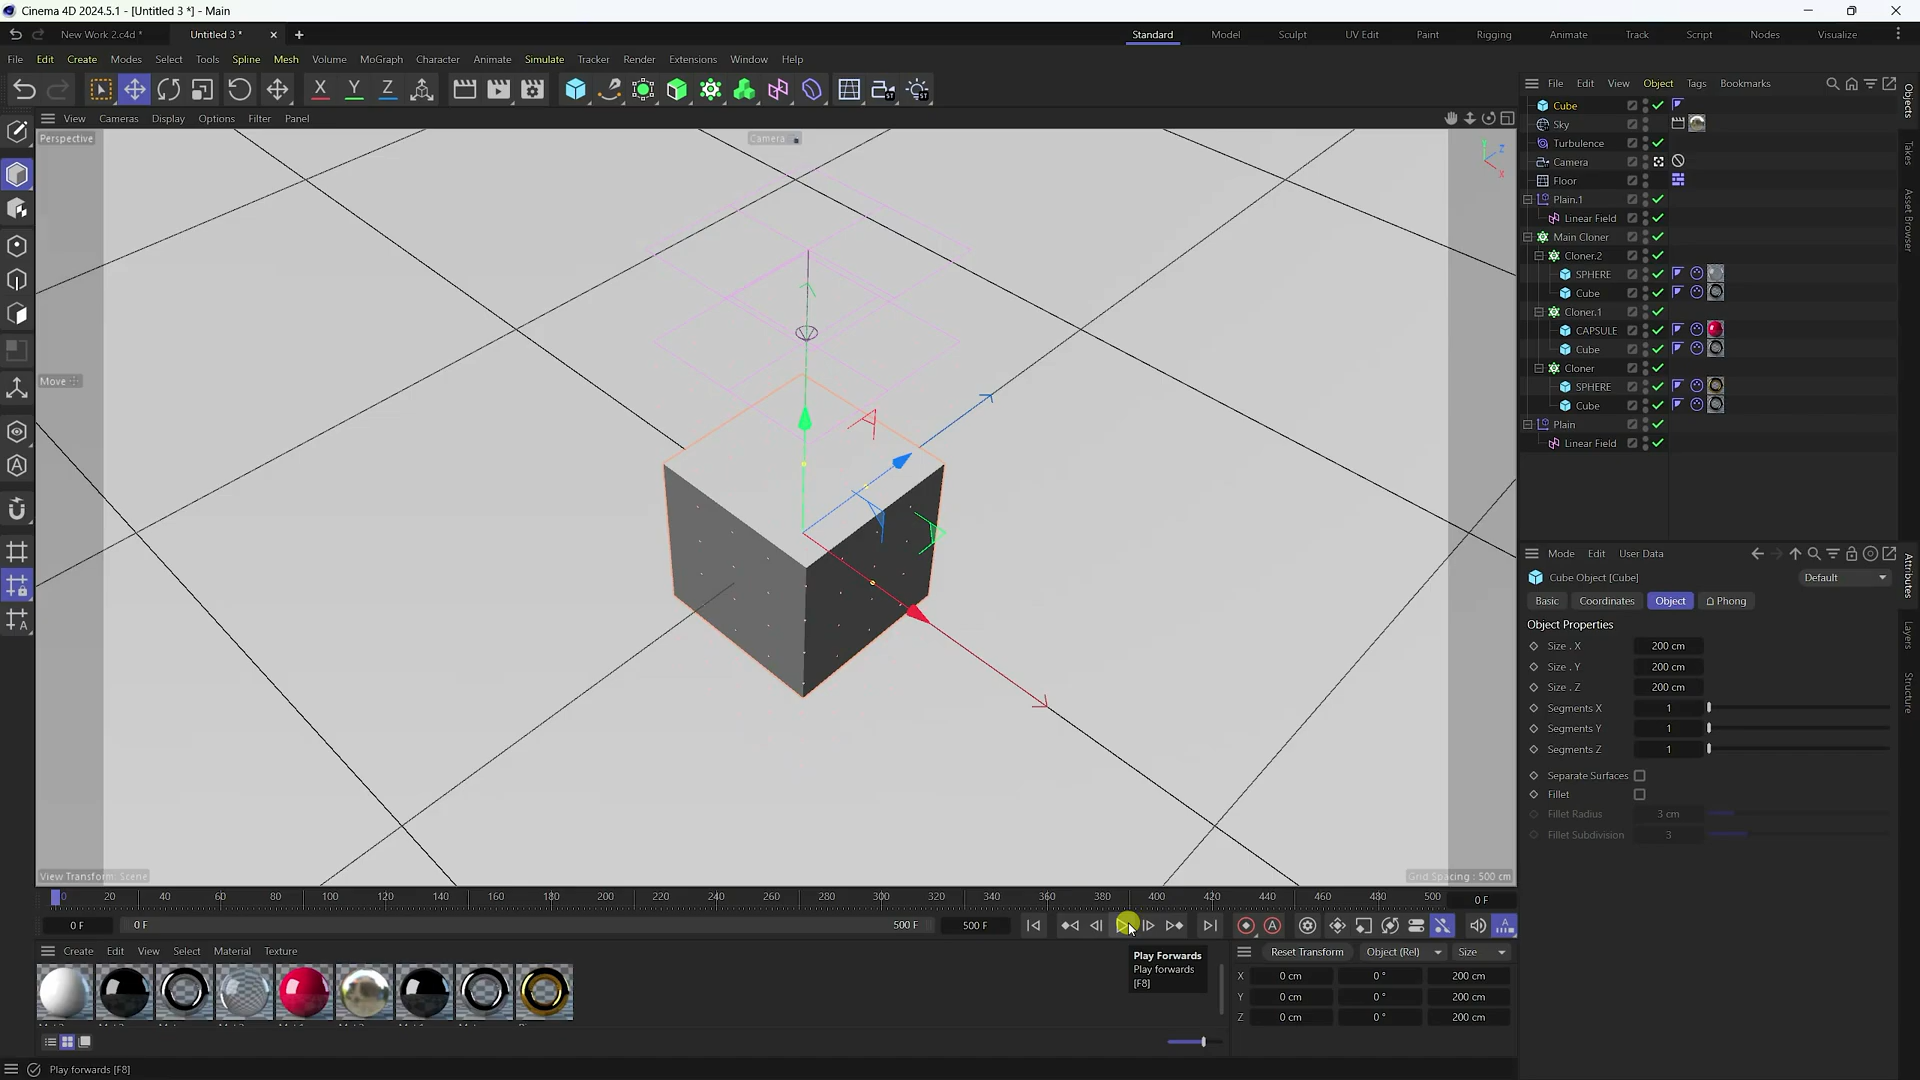 Cinema 4D 2024.5.1 - [Untitled 3 *] - Main
New Work 2.c4d *
Untitled 3 *
Standard Model Sculpt UV Edit Paint Rigging Animate Track Script Nodes Visualize
File Edit Create Modes Select Tools Spline Mesh Volume MoGraph Character Animate Simulate Tracker Render Extensions Window Help
X Y Z
View Cameras Display Options Filter Panel
Perspective
Camera
Move
View Transform: Scene
Grid Spacing : 500 cm
File Edit View Object Tags Bookmarks
Cube
Sky
Turbulence
Camera
Floor
Plain.1
Linear Field
Main Cloner
Cloner.2
SPHERE
Cube
Cloner.1
CAPSULE
Cube
Cloner
SPHERE
Cube
Plain
Linear Field
Objects
Takes
Asset Browser
Mode Edit User Data
Cube Object [Cube]
Default
Basic Coordinates Object Phong
Object Properties
Size . X 200 cm
Size . Y 200 cm
Size . Z 200 cm
Segments X 1
Segments Y 1
Segments Z 1
Separate Surfaces
Fillet
Fillet Radius 3 cm
Fillet Subdivision 3
Attributes
Layers
Structure
0 20 40 60 80 100 120 140 160 180 200 220 240 260 280 300 320 340 360 380 400 420 440 460 480 500
0 F
0 F 0 F 500 F 500 F
Create Edit View Select Material Texture
Play Forwards
Play forwards
[F8]
Reset Transform Object (Rel) Size
X 0 cm 0 ° 200 cm
Y 0 cm 0 ° 200 cm
Z 0 cm 0 ° 200 cm
Play forwards [F8]